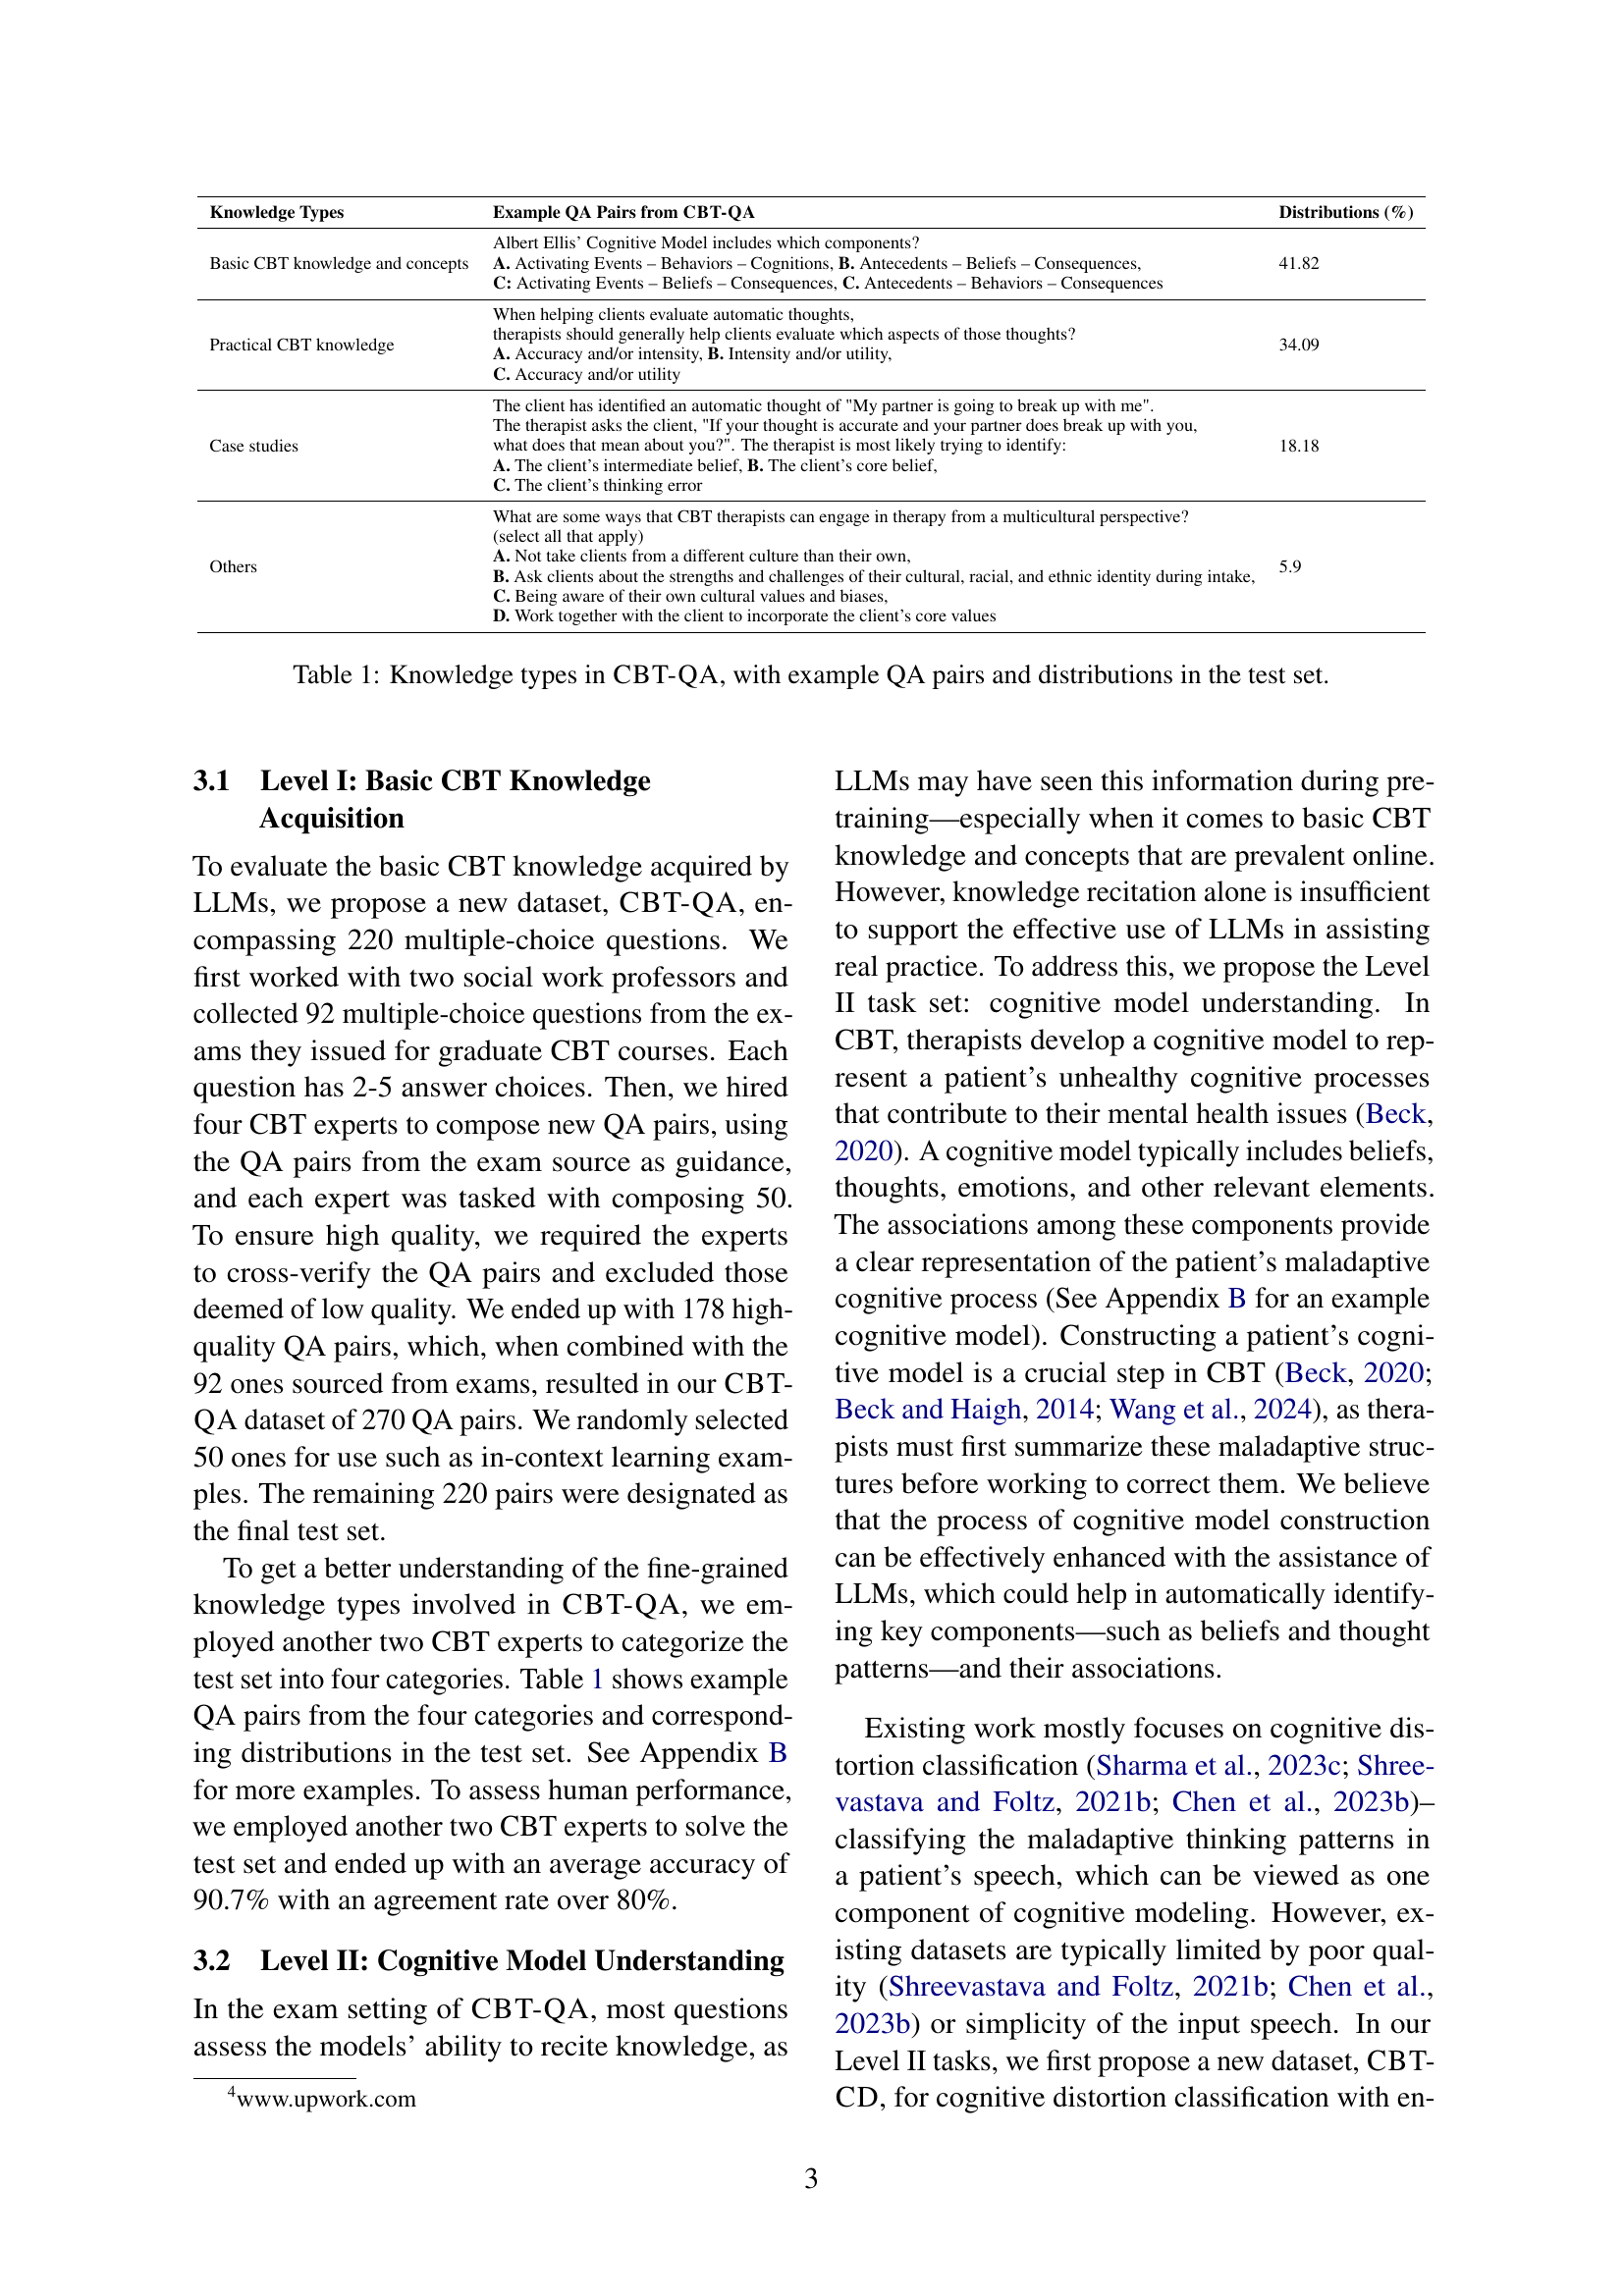 Knowledge Types Example QA Pairs from CBT-QA Distributions (%)
Basic CBT knowledge and concepts
Albert Ellis' Cognitive Model includes which components?
A. Activating Events – Behaviors – Cognitions, B. Antecedents – Beliefs – Consequences,
C: Activating Events – Beliefs – Consequences, C. Antecedents – Behaviors – Consequences
41.82
Practical CBT knowledge
When helping clients evaluate automatic thoughts,
therapists should generally help clients evaluate which aspects of those thoughts?
A. Accuracy and/or intensity, B. Intensity and/or utility,
C. Accuracy and/or utility
34.09
Case studies
The client has identified an automatic thought of "My partner is going to break up with me".
The therapist asks the client, "If your thought is accurate and your partner does break up with you,
what does that mean about you?". The therapist is most likely trying to identify:
A. The client's intermediate belief, B. The client's core belief,
C. The client's thinking error
18.18
Others
What are some ways that CBT therapists can engage in therapy from a multicultural perspective?
(select all that apply)
A. Not take clients from a different culture than their own,
B. Ask clients about the strengths and challenges of their cultural, racial, and ethnic identity during intake,
C. Being aware of their own cultural values and biases,
D. Work together with the client to incorporate the client's core values
5.9
Table 1: Knowledge types in CBT-QA, with example QA pairs and distributions in the test set.
3.1 Level I: Basic CBT Knowledge
Acquisition
To evaluate the basic CBT knowledge acquired by
LLMs, we propose a new dataset, CBT-QA, en-
compassing 220 multiple-choice questions. We
first worked with two social work professors and
collected 92 multiple-choice questions from the ex-
ams they issued for graduate CBT courses. Each
question has 2-5 answer choices. Then, we hired
four CBT experts to compose new QA pairs, using
the QA pairs from the exam source as guidance,
and each expert was tasked with composing 50.
To ensure high quality, we required the experts
to cross-verify the QA pairs and excluded those
deemed of low quality. We ended up with 178 high-
quality QA pairs, which, when combined with the
92 ones sourced from exams, resulted in our CBT-
QA dataset of 270 QA pairs. We randomly selected
50 ones for use such as in-context learning exam-
ples. The remaining 220 pairs were designated as
the final test set.
To get a better understanding of the fine-grained
knowledge types involved in CBT-QA, we em-
ployed another two CBT experts to categorize the
test set into four categories. Table 1 shows example
QA pairs from the four categories and correspond-
ing distributions in the test set. See Appendix B
for more examples. To assess human performance,
we employed another two CBT experts to solve the
test set and ended up with an average accuracy of
90.7% with an agreement rate over 80%.
3.2 Level II: Cognitive Model Understanding
In the exam setting of CBT-QA, most questions
assess the models' ability to recite knowledge, as
4www.upwork.com
LLMs may have seen this information during pre-
training—especially when it comes to basic CBT
knowledge and concepts that are prevalent online.
However, knowledge recitation alone is insufficient
to support the effective use of LLMs in assisting
real practice. To address this, we propose the Level
II task set: cognitive model understanding. In
CBT, therapists develop a cognitive model to rep-
resent a patient's unhealthy cognitive processes
that contribute to their mental health issues (Beck,
2020). A cognitive model typically includes beliefs,
thoughts, emotions, and other relevant elements.
The associations among these components provide
a clear representation of the patient's maladaptive
cognitive process (See Appendix B for an example
cognitive model). Constructing a patient's cogni-
tive model is a crucial step in CBT (Beck, 2020;
Beck and Haigh, 2014; Wang et al., 2024), as thera-
pists must first summarize these maladaptive struc-
tures before working to correct them. We believe
that the process of cognitive model construction
can be effectively enhanced with the assistance of
LLMs, which could help in automatically identify-
ing key components—such as beliefs and thought
patterns—and their associations.
Existing work mostly focuses on cognitive dis-
tortion classification (Sharma et al., 2023c; Shree-
vastava and Foltz, 2021b; Chen et al., 2023b)–
classifying the maladaptive thinking patterns in
a patient's speech, which can be viewed as one
component of cognitive modeling. However, ex-
isting datasets are typically limited by poor qual-
ity (Shreevastava and Foltz, 2021b; Chen et al.,
2023b) or simplicity of the input speech. In our
Level II tasks, we first propose a new dataset, CBT-
CD, for cognitive distortion classification with en-
3